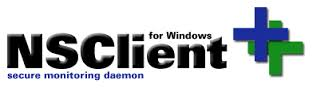 for Windows
NSClient
secure monitoring daemon